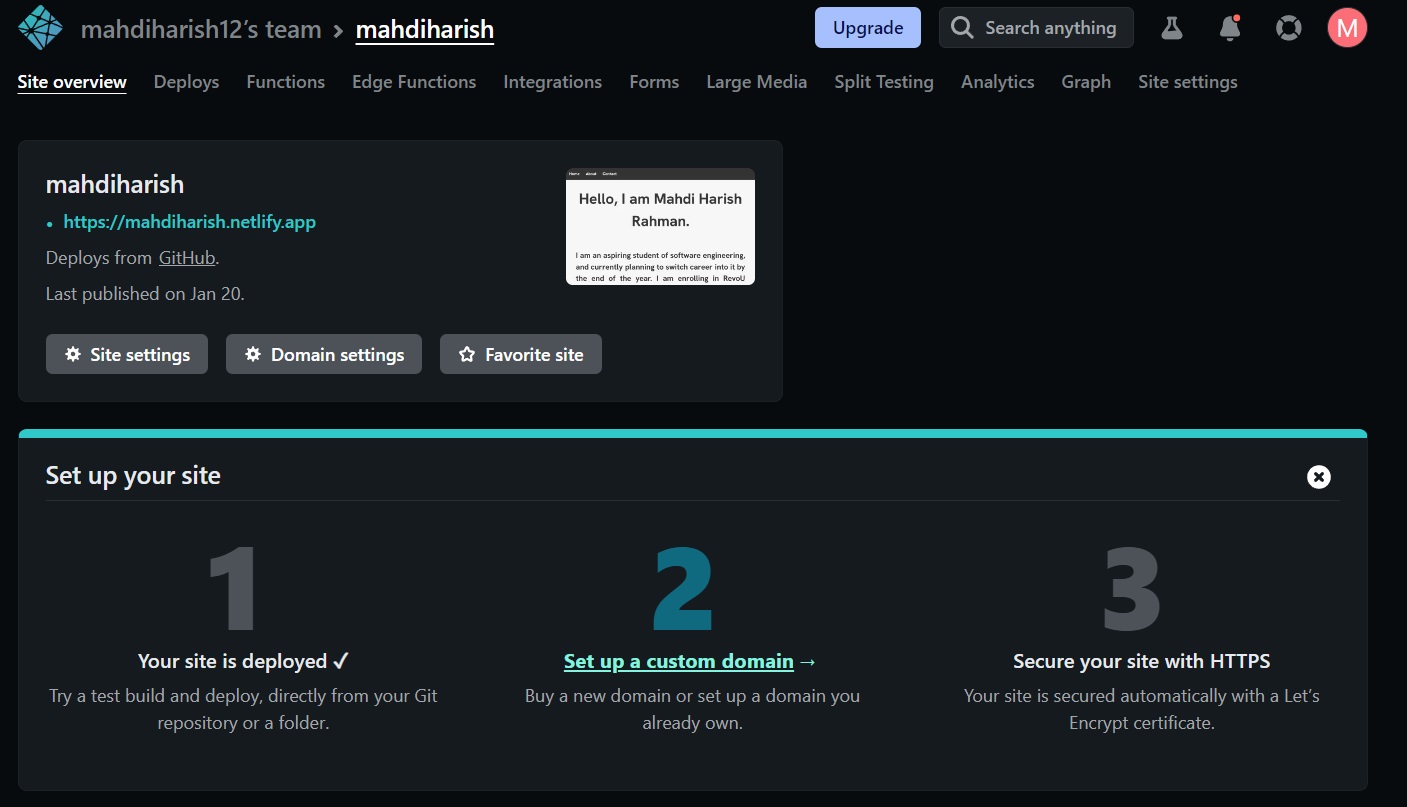 mahdiharish12’s team > mahdiharish
Upgrade
Search anything
M
Site overview Deploys Functions Edge Functions Integrations Forms Large Media Split Testing Analytics Graph Site settings
mahdiharish
• https://mahdiharish.netlify.app
Deploys from GitHub.
Last published on Jan 20.
Home About Contact
Hello, I am Mahdi Harish
Rahman.
I am an aspiring student of software engineering,
and currently planning to switch career into it by
the end of the year. I am enrolling in RevoU
Site settings Domain settings Favorite site
Set up your site
1
Your site is deployed ✓
Try a test build and deploy, directly from your Git
repository or a folder.
2
Set up a custom domain →
Buy a new domain or set up a domain you
already own.
3
Secure your site with HTTPS
Your site is secured automatically with a Let’s
Encrypt certificate.